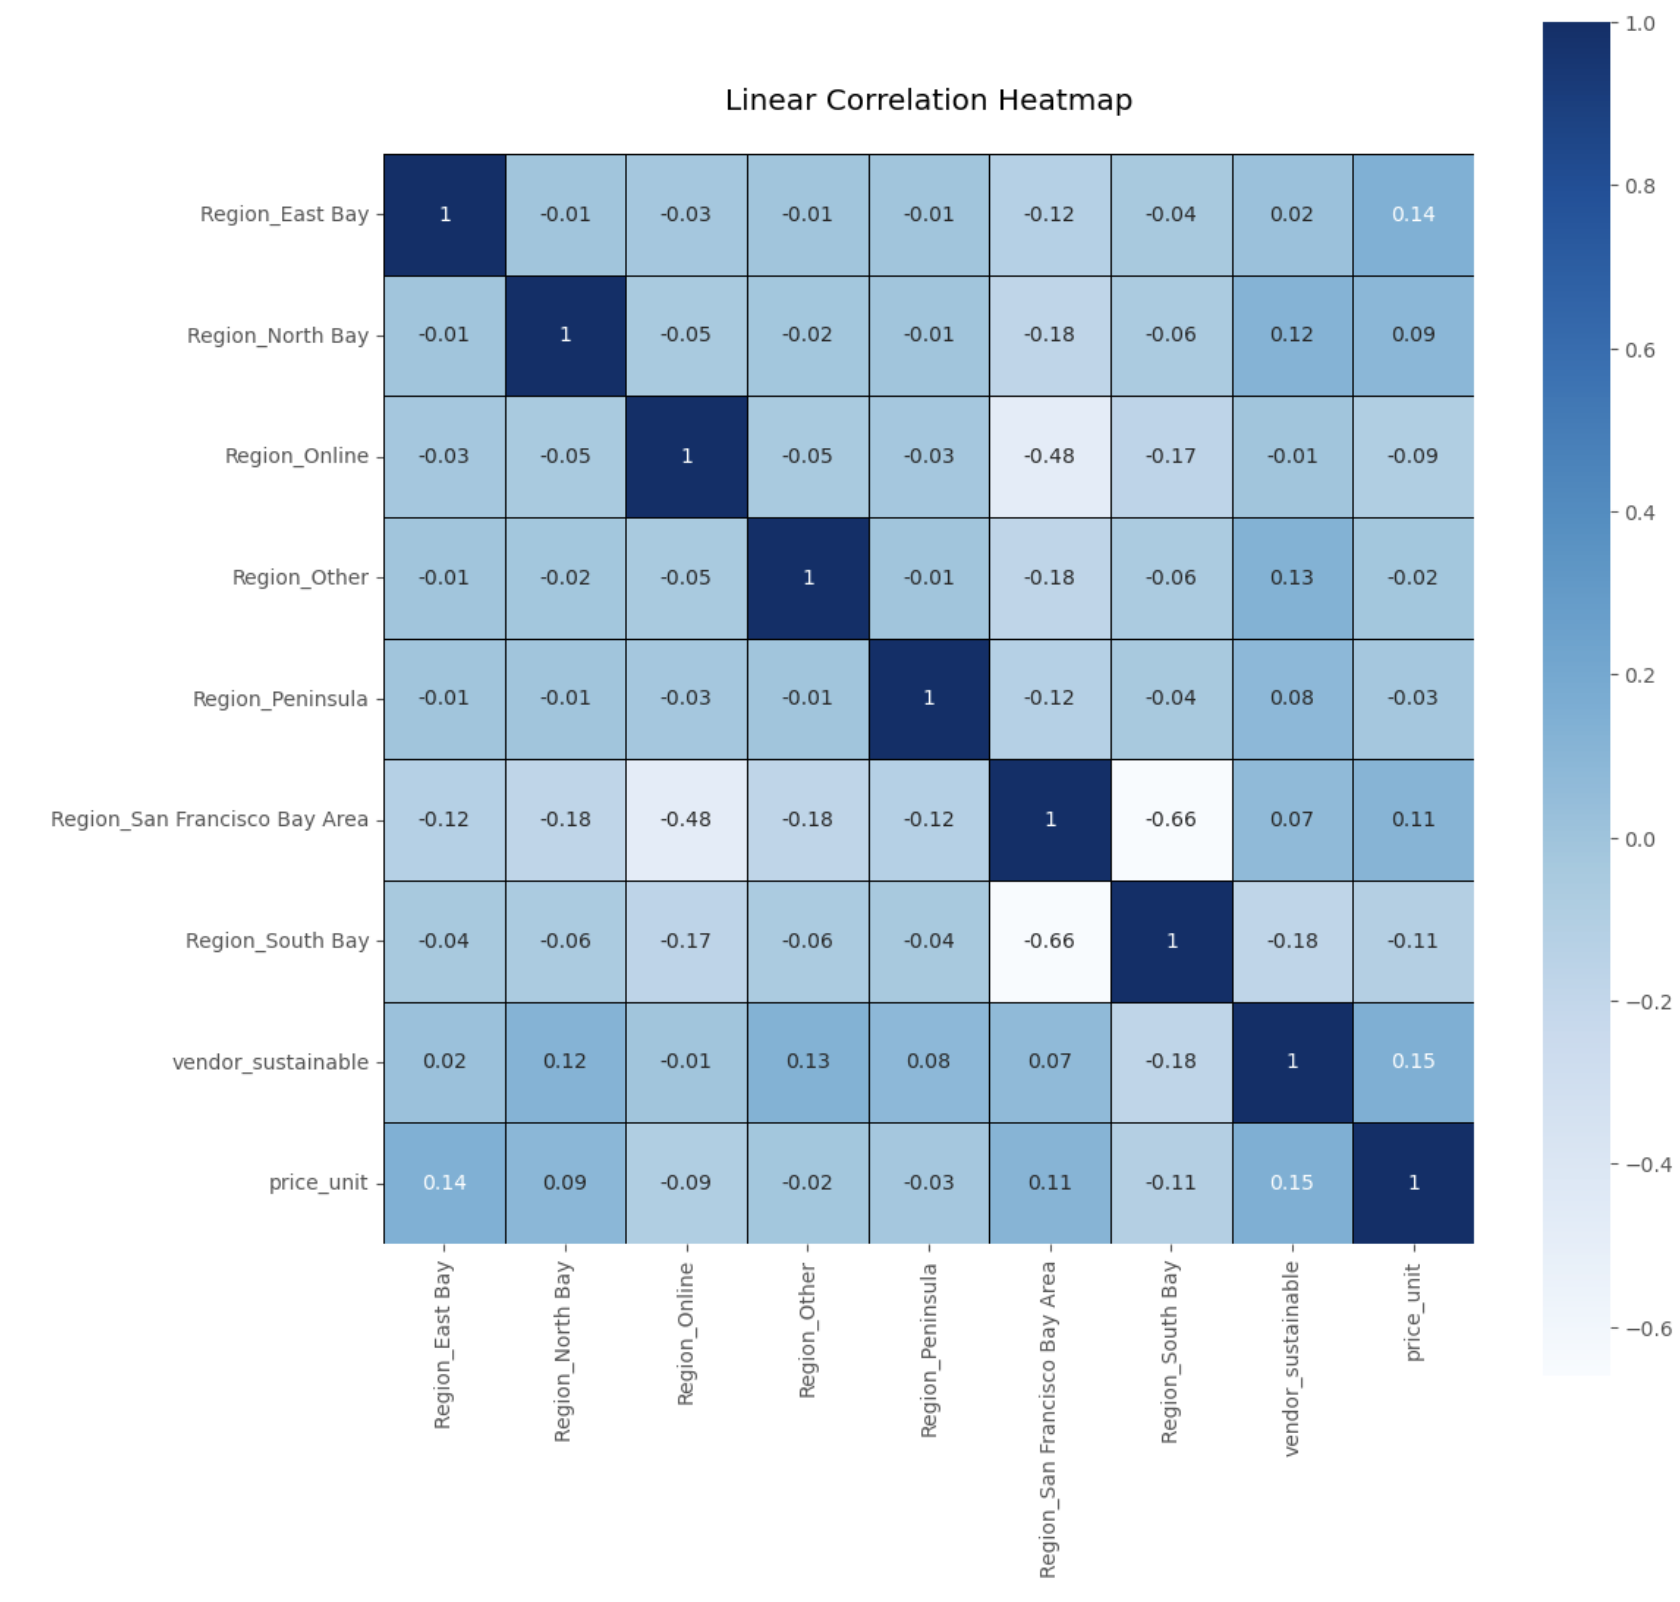 Linear Correlation Heatmap
Region_East Bay 1 -0.01 -0.03 -0.01 -0.01 -0.12 -0.04 0.02 0.14
Region_North Bay -0.01 1 -0.05 -0.02 -0.01 -0.18 -0.06 0.12 0.09
Region_Online -0.03 -0.05 1 -0.05 -0.03 -0.48 -0.17 -0.01 -0.09
Region_Other -0.01 -0.02 -0.05 1 -0.01 -0.18 -0.06 0.13 -0.02
Region_Peninsula -0.01 -0.01 -0.03 -0.01 1 -0.12 -0.04 0.08 -0.03
Region_San Francisco Bay Area -0.12 -0.18 -0.48 -0.18 -0.12 1 -0.66 0.07 0.11
Region_South Bay -0.04 -0.06 -0.17 -0.06 -0.04 -0.66 1 -0.18 -0.11
vendor_sustainable 0.02 0.12 -0.01 0.13 0.08 0.07 -0.18 1 0.15
price_unit 0.14 0.09 -0.09 -0.02 -0.03 0.11 -0.11 0.15 1
Region_East Bay
Region_North Bay
Region_Online
Region_Other
Region_Peninsula
Region_San Francisco Bay Area
Region_South Bay
vendor_sustainable
price_unit
1.0
0.8
0.6
0.4
0.2
0.0
−0.2
−0.4
−0.6